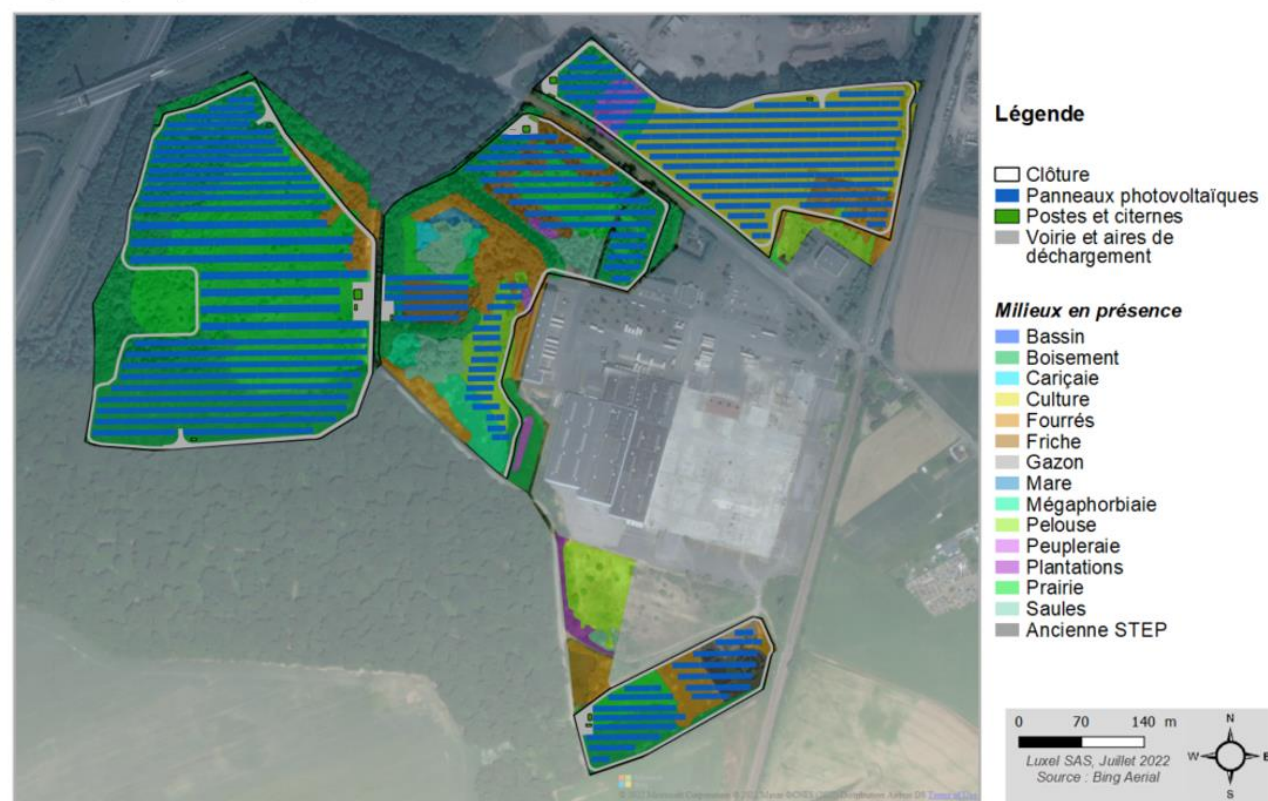 Légende
Clôture
Panneaux photovoltaïques
Postes et citernes
Voirie et aires de
déchargement
Milieux en présence
Bassin
Boisement
Cariçaie
Culture
Fourrés
Friche
Gazon
Mare
Mégaphorbiaie
Pelouse
Peupleraie
Plantations
Prairie
Saules
Ancienne STEP
0 70 140 m
Luxel SAS, Juillet 2022
Source : Bing Aerial
N
W E
S